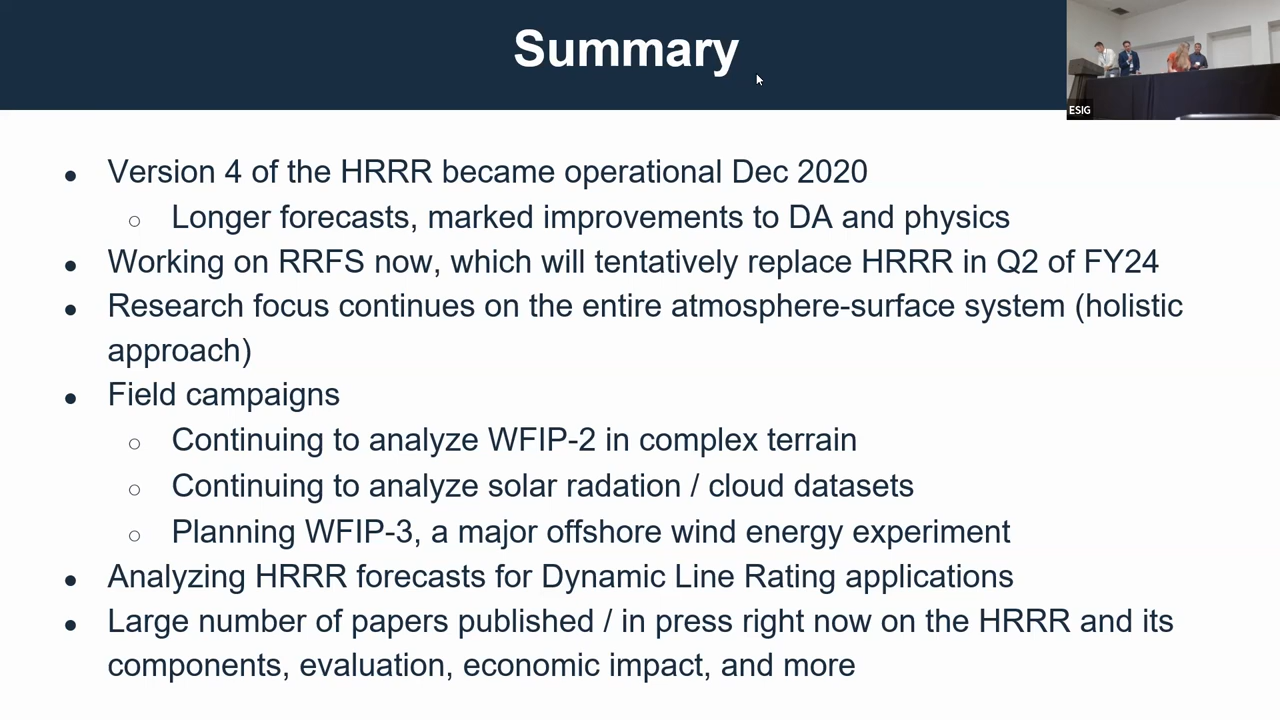 Summary
ESIG
● Version 4 of the HRRR became operational Dec 2020
○ Longer forecasts, marked improvements to DA and physics
● Working on RRFS now, which will tentatively replace HRRR in Q2 of FY24
● Research focus continues on the entire atmosphere-surface system (holistic
approach)
● Field campaigns
○ Continuing to analyze WFIP-2 in complex terrain
○ Continuing to analyze solar radation / cloud datasets
○ Planning WFIP-3, a major offshore wind energy experiment
● Analyzing HRRR forecasts for Dynamic Line Rating applications
● Large number of papers published / in press right now on the HRRR and its
components, evaluation, economic impact, and more